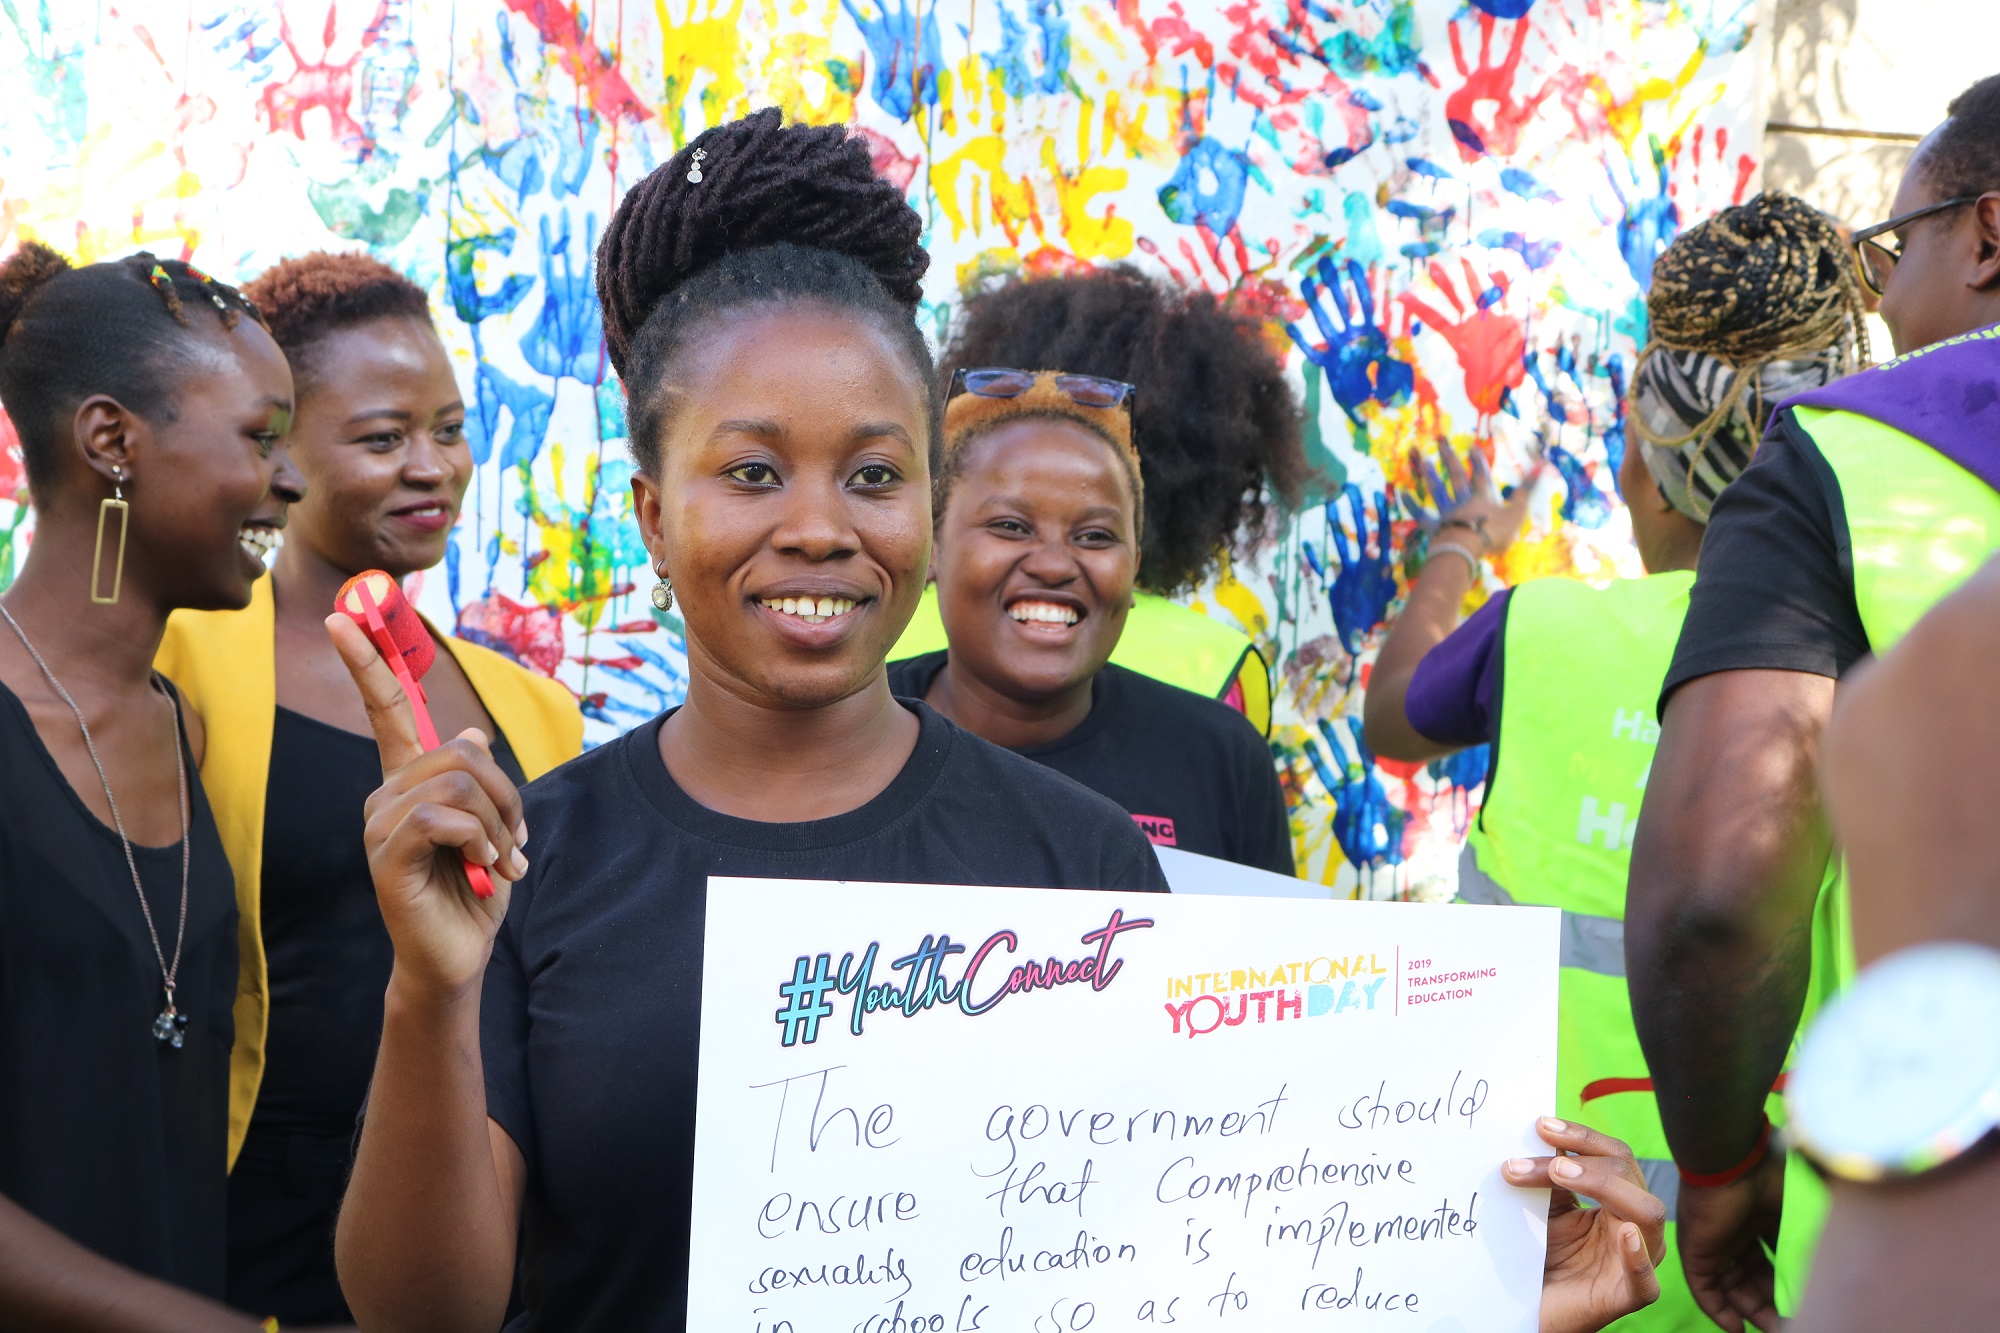 #YouthConnect
INTERNATIONAL
YOUTH DAY
2019
TRANSFORMING
EDUCATION
The government should
ensure that Comprehensive
sexuality education is implemented
in schools so as to reduce